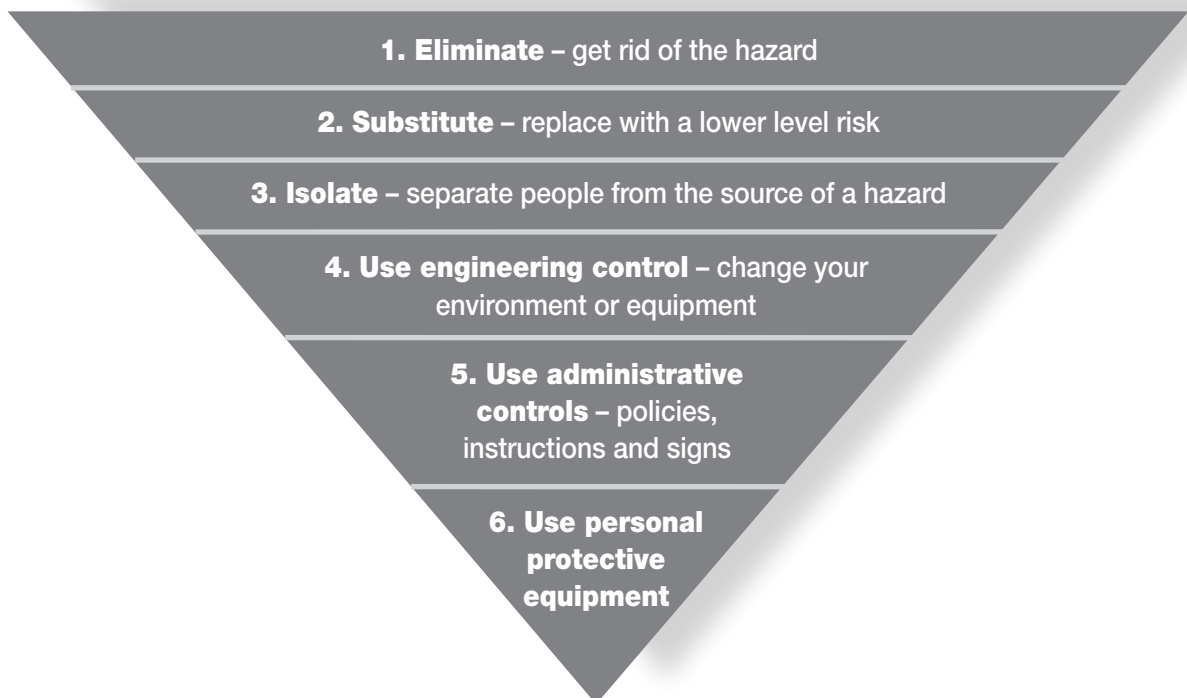 1. Eliminate – get rid of the hazard
2. Substitute – replace with a lower level risk
3. Isolate – separate people from the source of a hazard
4. Use engineering control – change your
environment or equipment
5. Use administrative
controls – policies,
instructions and signs
6. Use personal
protective
equipment